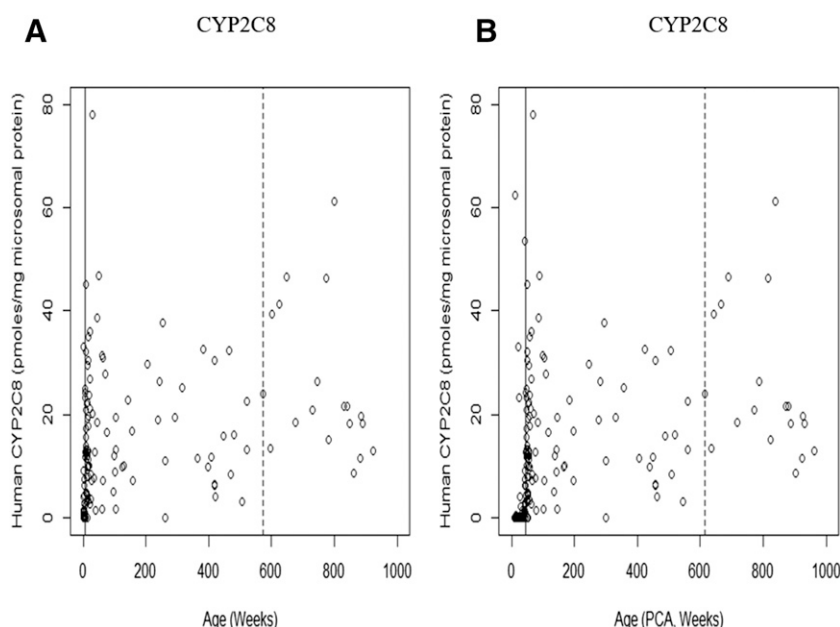 A
CYP2C8
Human CYP2C8 (pmoles/mg microsomal protein)
80
60
40
20
0
0
200
400
600
800
1000
Age (Weeks)
B
CYP2C8
Human CYP2C8 (pmoles/mg microsomal protein)
80
60
40
20
0
0
200
400
600
800
1000
Age (PCA, Weeks)